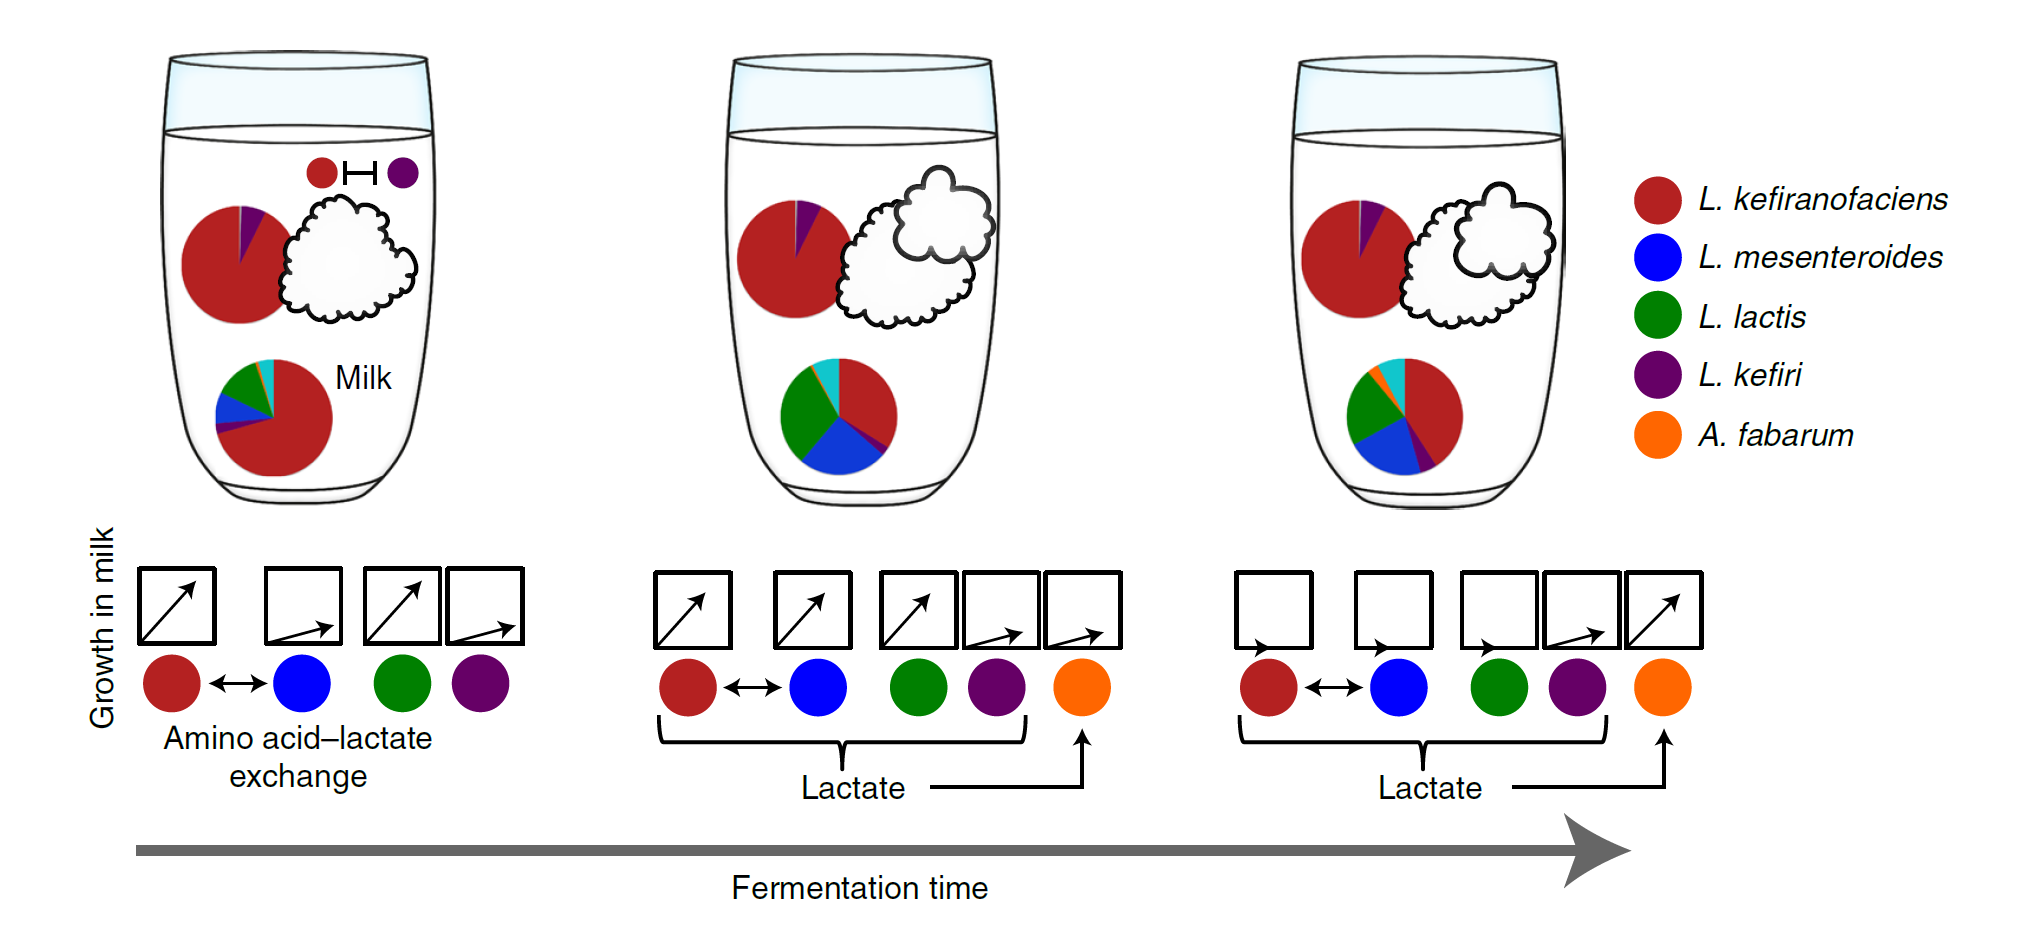 Milk
L. kefiranofaciens
L. mesenteroides
L. lactis
L. kefiri
A. fabarum
Growth in milk
Amino acid–lactate
exchange
Lactate
Lactate
Fermentation time